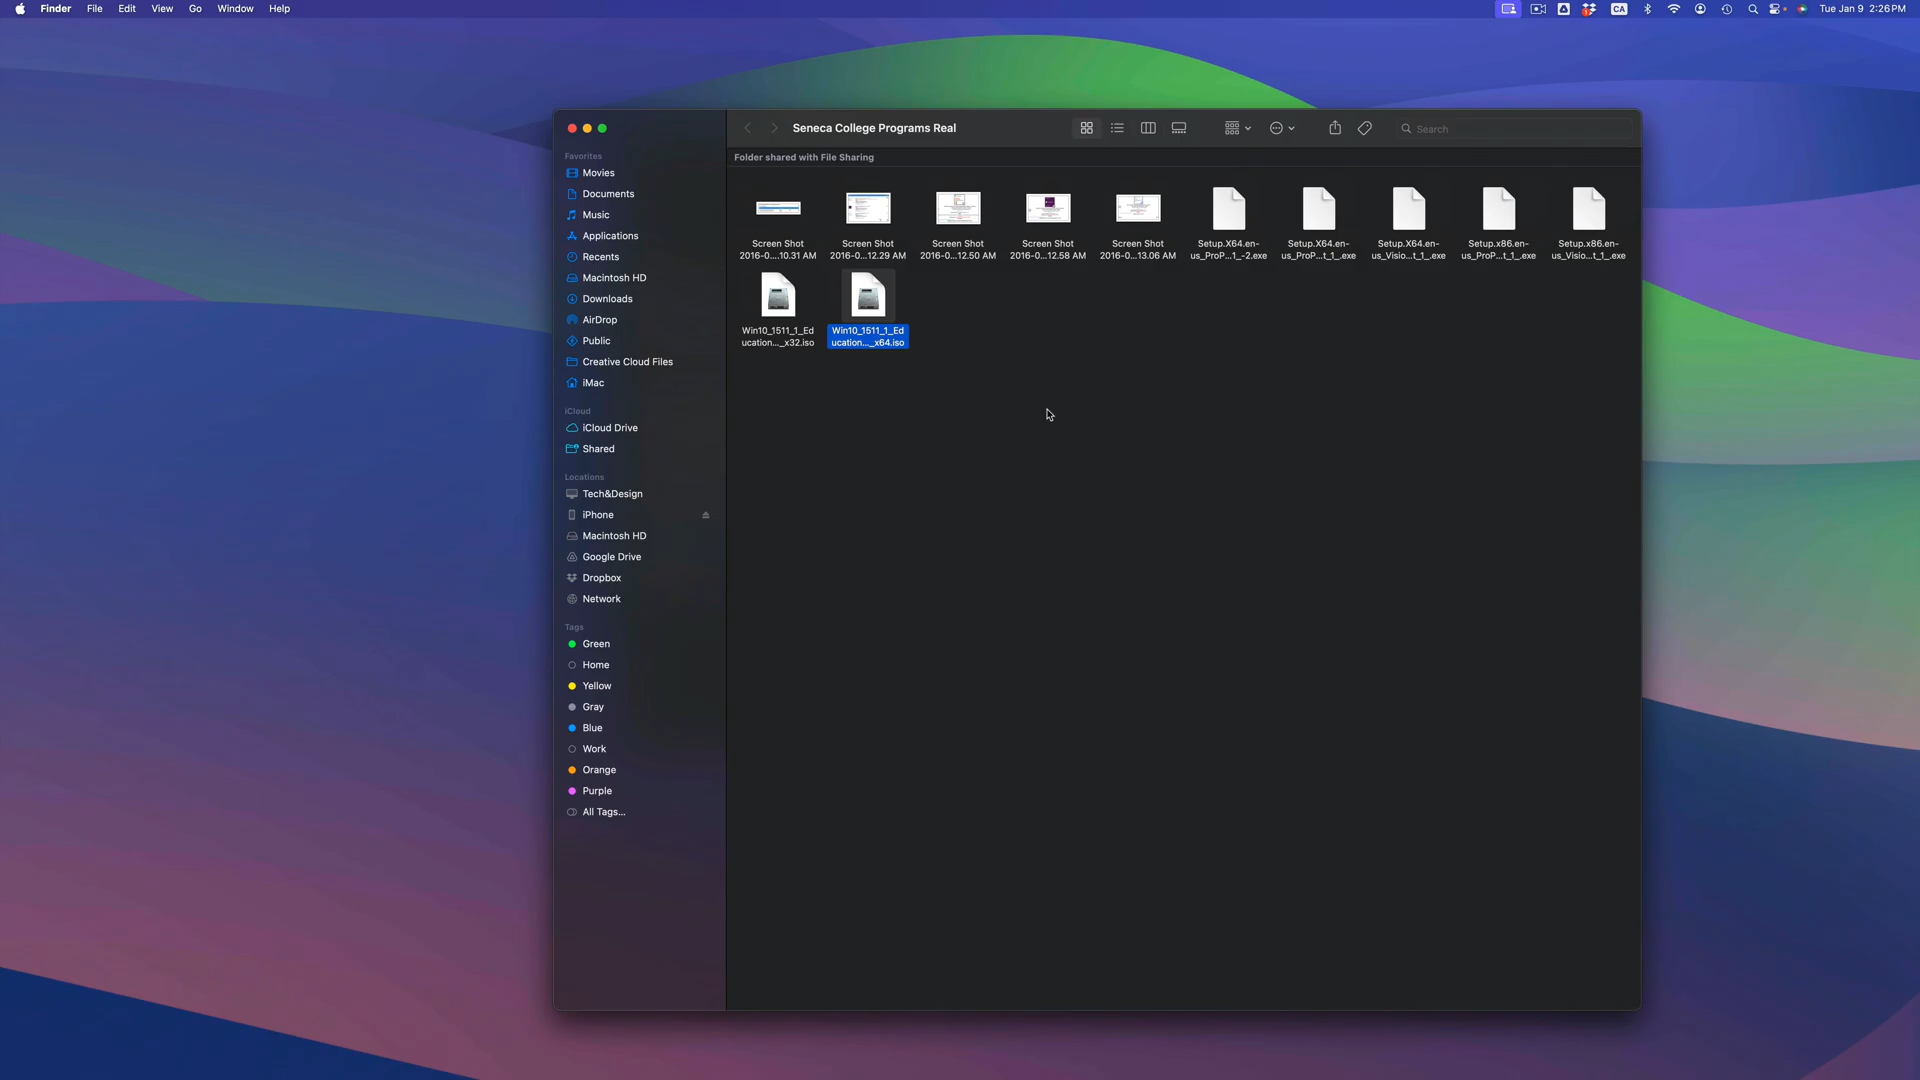 Finder File Edit View Go Window Help CA Tue Jan 9 2:26 PM
Seneca College Programs Real
Search
Folder shared with File Sharing
Favorites
Movies
Documents
Music
Applications
Recents
Macintosh HD
Downloads
AirDrop
Public
Creative Cloud Files
iMac
iCloud
iCloud Drive
Shared
Locations
Tech&Design
iPhone
Macintosh HD
Google Drive
Dropbox
Network
Tags
Green
Home
Yellow
Gray
Blue
Work
Orange
Purple
All Tags...
Screen Shot
2016-0...10.31 AM
Screen Shot
2016-0...12.29 AM
Screen Shot
2016-0...12.50 AM
Screen Shot
2016-0...12.58 AM
Screen Shot
2016-0...13.06 AM
Setup.X64.en-
us_ProP...1_-2.exe
Setup.X64.en-
us_ProP...t_1_.exe
Setup.X64.en-
us_Visio...t_1_.exe
Setup.x86.en-
us_ProP...t_1_.exe
Setup.x86.en-
us_Visio...t_1_.exe
Win10_1511_1_Ed
ucation..._x32.iso
Win10_1511_1_Ed
ucation..._x64.iso